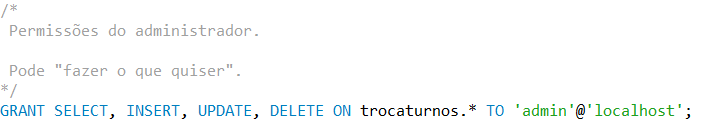 /*
Permissões do administrador.
Pode "fazer o que quiser".
*/
GRANT SELECT, INSERT, UPDATE, DELETE ON trocaturnos.* TO 'admin'@'localhost';